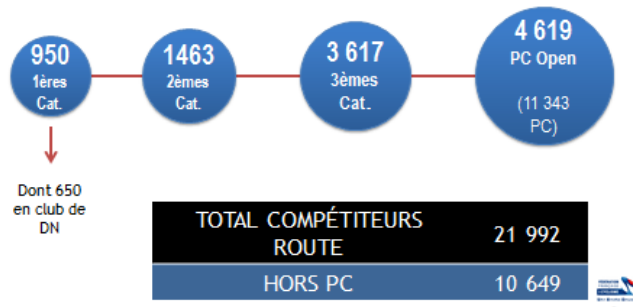 950
1ères
Cat.
1463
2èmes
Cat.
3 617
3èmes
Cat.
4 619
PC Open
(11 343
PC)
Dont 650
en club de
DN
TOTAL COMPÉTITEURS
ROUTE
21 992
HORS PC
10 649